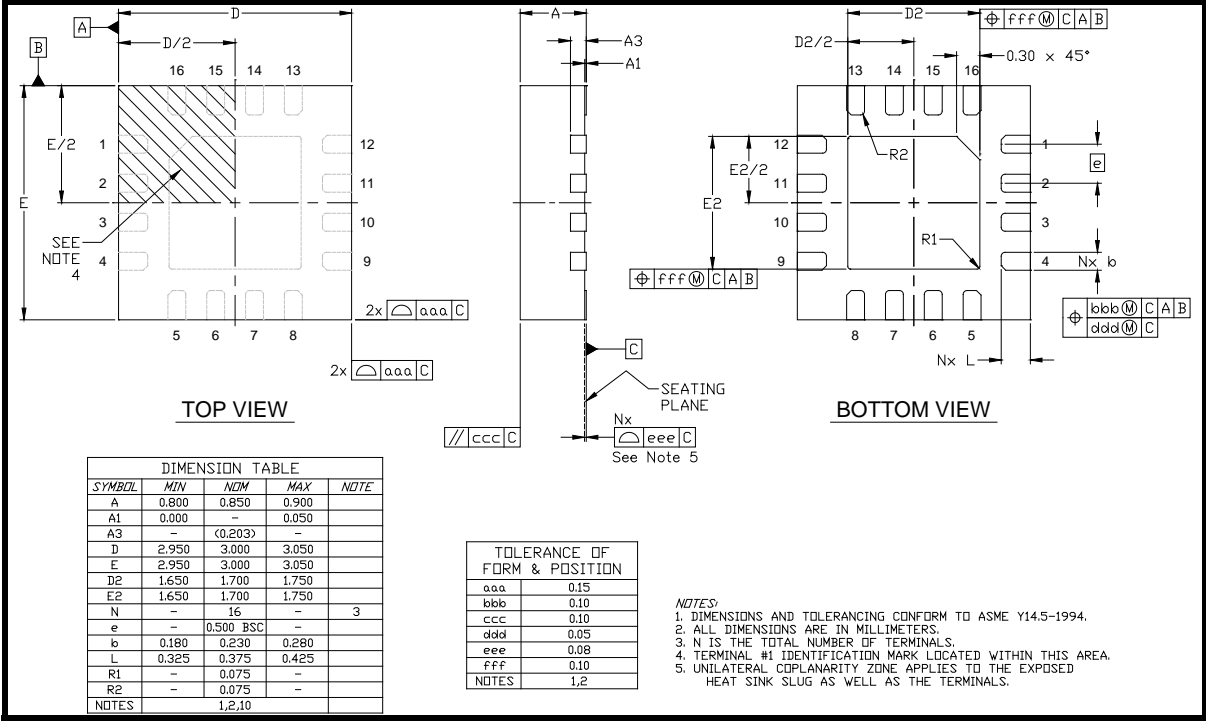 D
A
D/2
B
16 15 14 13
E/2
E
1
2
3
4
12
11
10
9
SEE
NOTE
4
5 6 7 8
2x ⌓ aaa C
2x ⌓ aaa C
TOP VIEW
A
A3
A1
C
SEATING
PLANE
// ccc C
Nx
⌓ eee C
See Note 5
D2
⌖ fff Ⓜ C A B
D2/2
0.30 x 45°
13 14 15 16
R2
12
11
10
9
E2/2
E2
R1
1
2
3
4
e
Nx b
⌖ fff Ⓜ C A B
⌖ bbb Ⓜ C A B
ddd Ⓜ C
8 7 6 5
Nx L
BOTTOM VIEW
DIMENSION TABLE
SYMBOL MIN NOM MAX NOTE
A 0.800 0.850 0.900
A1 0.000 – 0.050
A3 – (0.203) –
D 2.950 3.000 3.050
E 2.950 3.000 3.050
D2 1.650 1.700 1.750
E2 1.650 1.700 1.750
N – 16 – 3
e – 0.500 BSC –
b 0.180 0.230 0.280
L 0.325 0.375 0.425
R1 – 0.075 –
R2 – 0.075 –
NOTES 1,2,10
TOLERANCE OF
FORM & POSITION
aaa 0.15
bbb 0.10
ccc 0.10
ddd 0.05
eee 0.08
fff 0.10
NOTES 1,2
NOTES:
1. DIMENSIONS AND TOLERANCING CONFORM TO ASME Y14.5-1994.
2. ALL DIMENSIONS ARE IN MILLIMETERS.
3. N IS THE TOTAL NUMBER OF TERMINALS.
4. TERMINAL #1 IDENTIFICATION MARK LOCATED WITHIN THIS AREA.
5. UNILATERAL COPLANARITY ZONE APPLIES TO THE EXPOSED
HEAT SINK SLUG AS WELL AS THE TERMINALS.